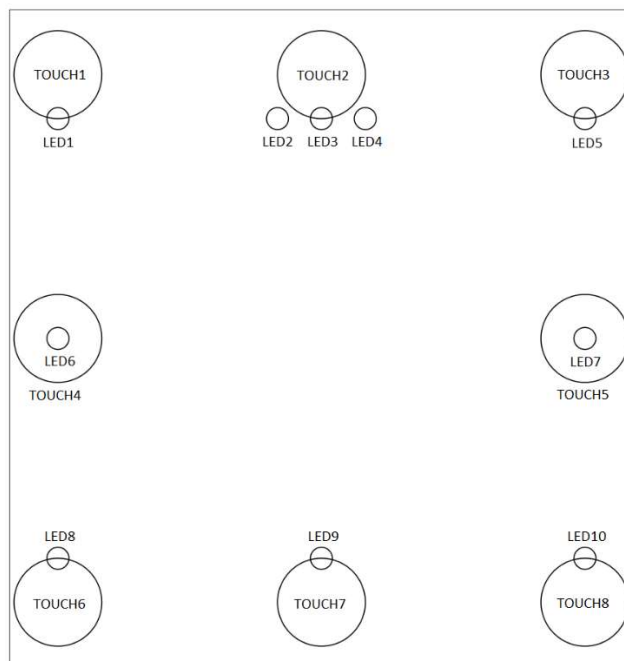 TOUCH1
TOUCH2
TOUCH3
LED1
LED2
LED3
LED4
LED5
LED6
LED7
TOUCH4
TOUCH5
LED8
LED9
LED10
TOUCH6
TOUCH7
TOUCH8